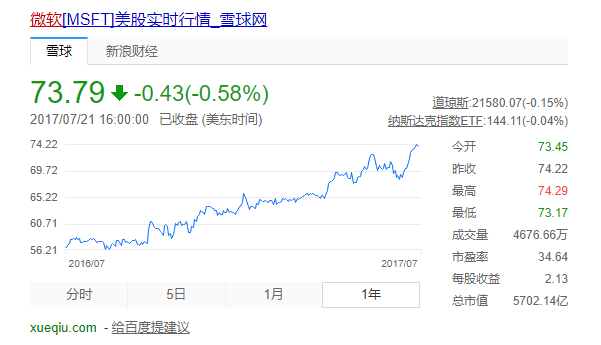 微软[MSFT]美股实时行情_雪球网
雪球 新浪财经
73.79 -0.43(-0.58%)
2017/07/21 16:00:00 已收盘 (美东时间)
道琼斯:21580.07(-0.15%)
纳斯达克指数ETF:144.11(-0.04%)
74.22
69.72
65.22
60.71
56.21
2016/07 2017/07
今开 73.45
昨收 74.22
最高 74.29
最低 73.17
成交量 4676.66万
市盈率 34.64
每股收益 2.13
总市值 5702.14亿
分时 5日 1月 1年
xueqiu.com - 给百度提建议